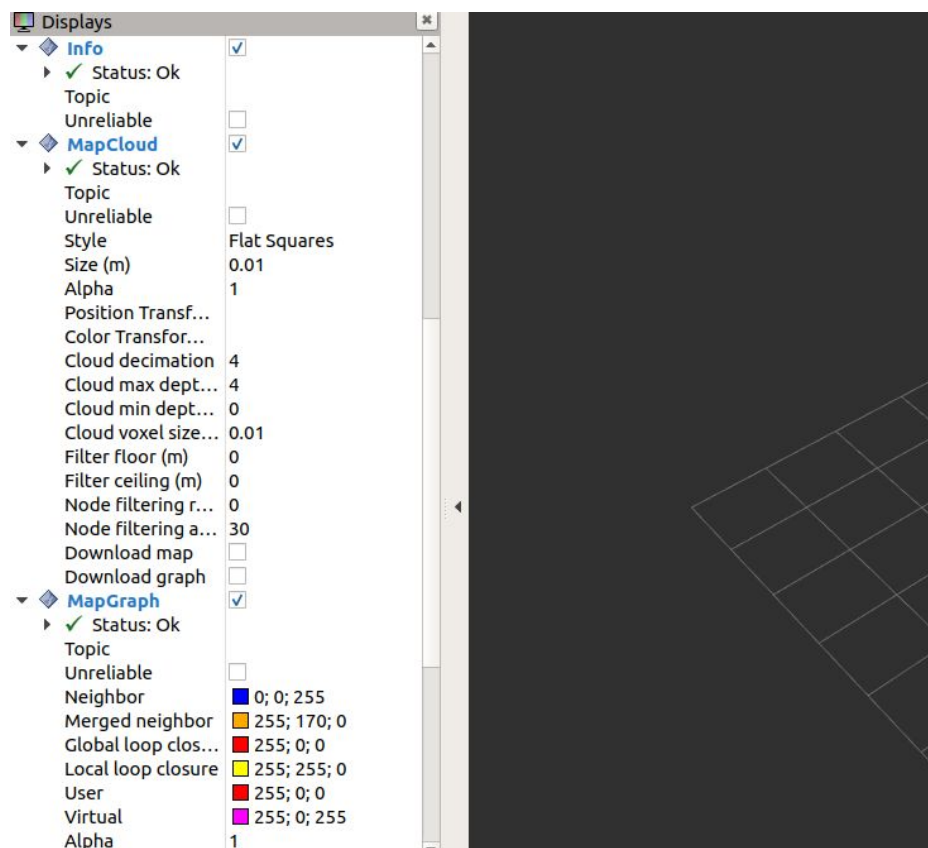 Displays
Info
Status: Ok
Topic
Unreliable
MapCloud
Status: Ok
Topic
Unreliable
Style Flat Squares
Size (m) 0.01
Alpha 1
Position Transf...
Color Transfor...
Cloud decimation 4
Cloud max dept... 4
Cloud min dept... 0
Cloud voxel size... 0.01
Filter floor (m) 0
Filter ceiling (m) 0
Node filtering r... 0
Node filtering a... 30
Download map
Download graph
MapGraph
Status: Ok
Topic
Unreliable
Neighbor 0; 0; 255
Merged neighbor 255; 170; 0
Global loop clos... 255; 0; 0
Local loop closure 255; 255; 0
User 255; 0; 0
Virtual 255; 0; 255
Alpha 1